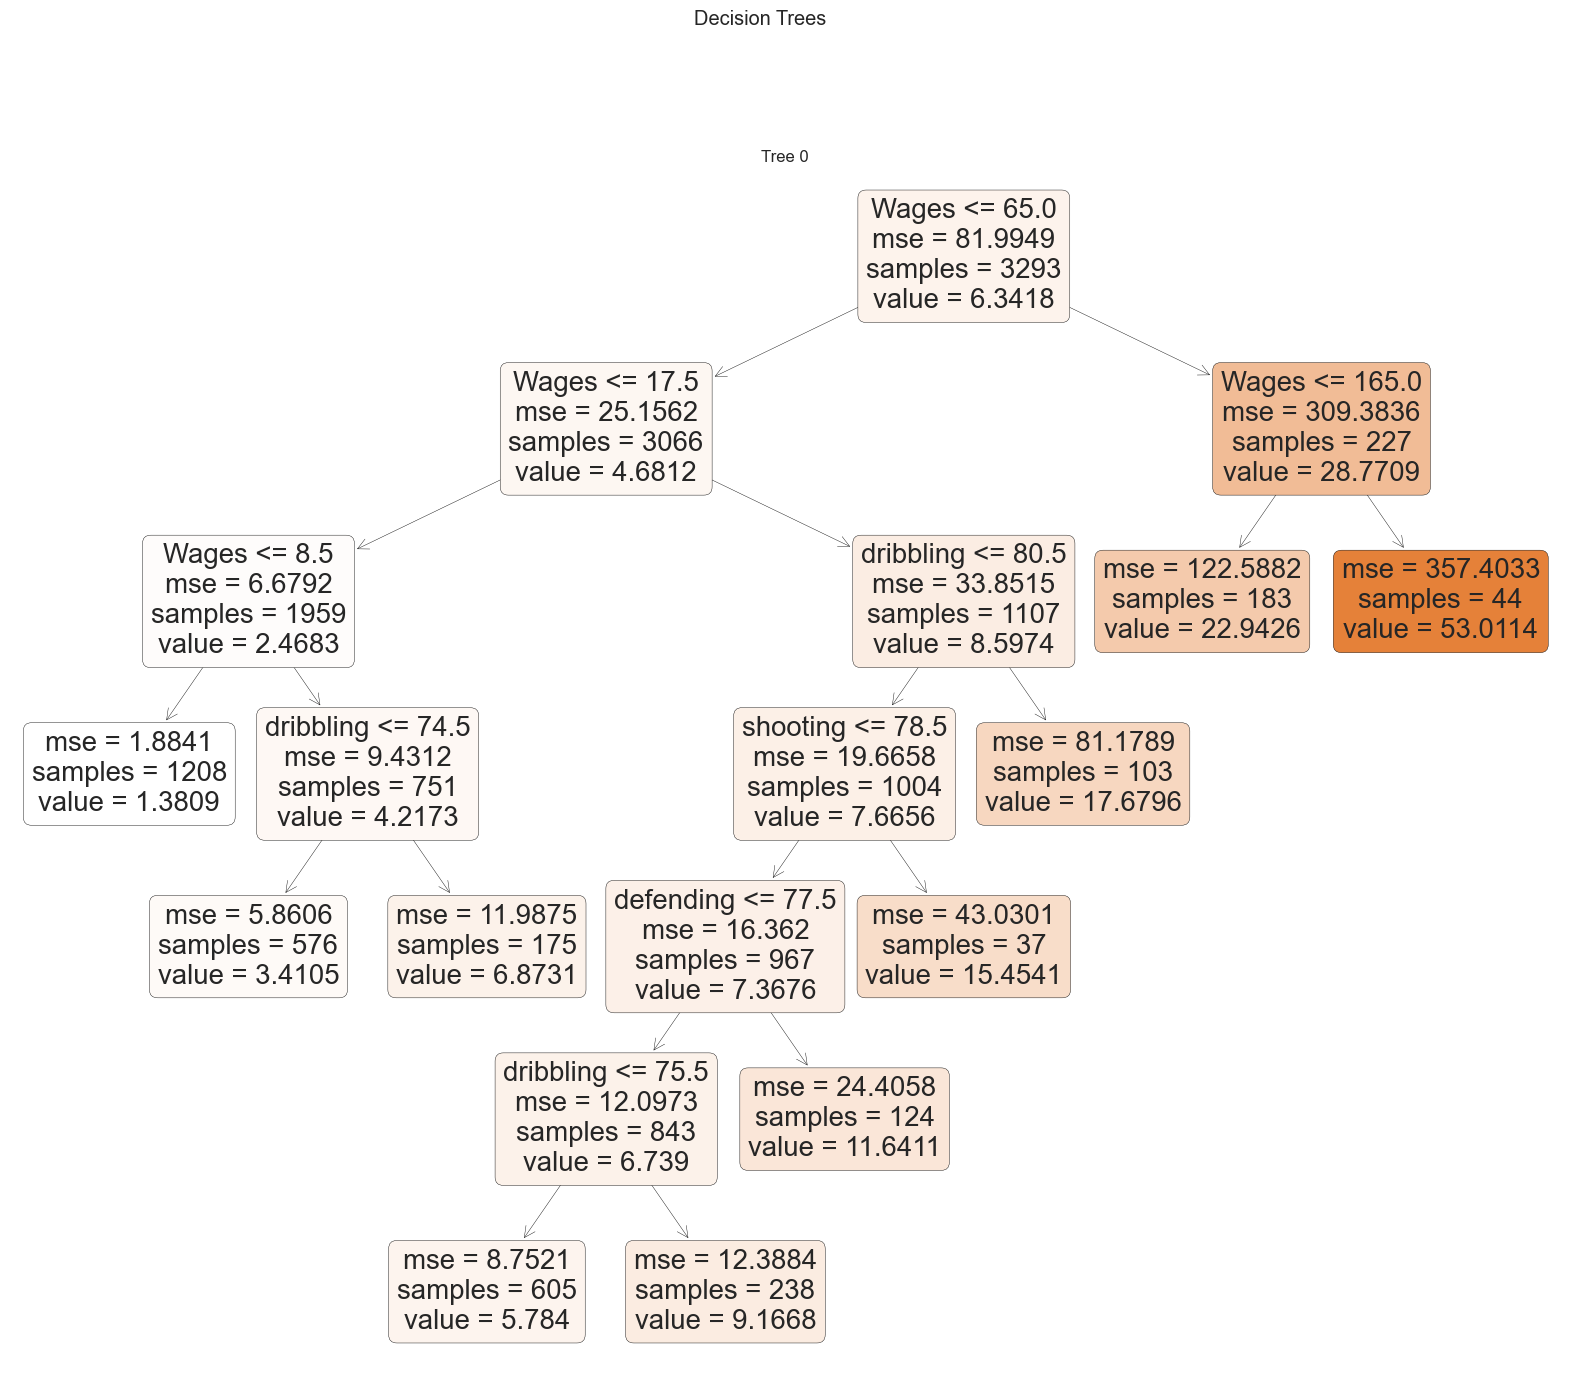 Decision Trees
Tree 0
Wages <= 65.0
mse = 81.9949
samples = 3293
value = 6.3418
Wages <= 17.5
mse = 25.1562
samples = 3066
value = 4.6812
Wages <= 165.0
mse = 309.3836
samples = 227
value = 28.7709
Wages <= 8.5
mse = 6.6792
samples = 1959
value = 2.4683
dribbling <= 80.5
mse = 33.8515
samples = 1107
value = 8.5974
mse = 122.5882
samples = 183
value = 22.9426
mse = 357.4033
samples = 44
value = 53.0114
mse = 1.8841
samples = 1208
value = 1.3809
dribbling <= 74.5
mse = 9.4312
samples = 751
value = 4.2173
shooting <= 78.5
mse = 19.6658
samples = 1004
value = 7.6656
mse = 81.1789
samples = 103
value = 17.6796
mse = 5.8606
samples = 576
value = 3.4105
mse = 11.9875
samples = 175
value = 6.8731
defending <= 77.5
mse = 16.362
samples = 967
value = 7.3676
mse = 43.0301
samples = 37
value = 15.4541
dribbling <= 75.5
mse = 12.0973
samples = 843
value = 6.739
mse = 24.4058
samples = 124
value = 11.6411
mse = 8.7521
samples = 605
value = 5.784
mse = 12.3884
samples = 238
value = 9.1668